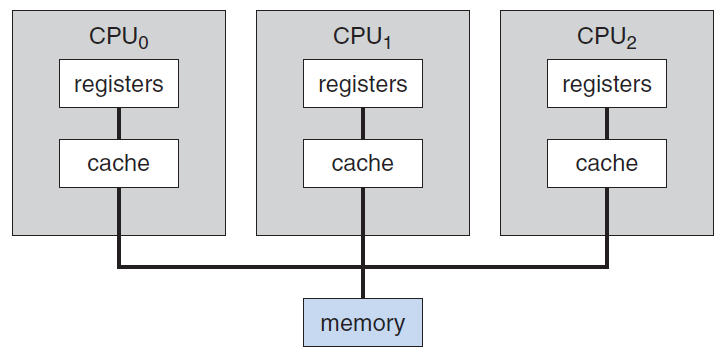 CPU₀
CPU₁
CPU₂
registers
registers
registers
cache
cache
cache
memory